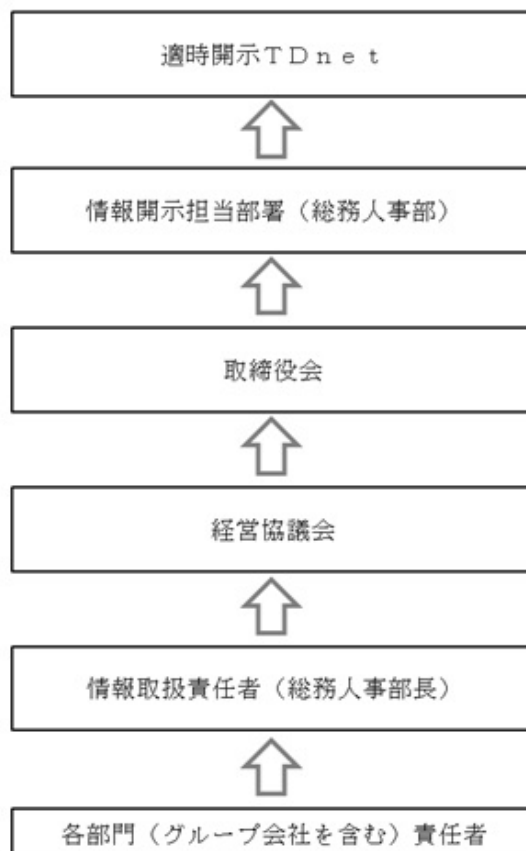 適時開示ＴＤｎｅｔ
情報開示担当部署（総務人事部）
取締役会
経営協議会
情報取扱責任者（総務人事部長）
各部門（グループ会社を含む）責任者